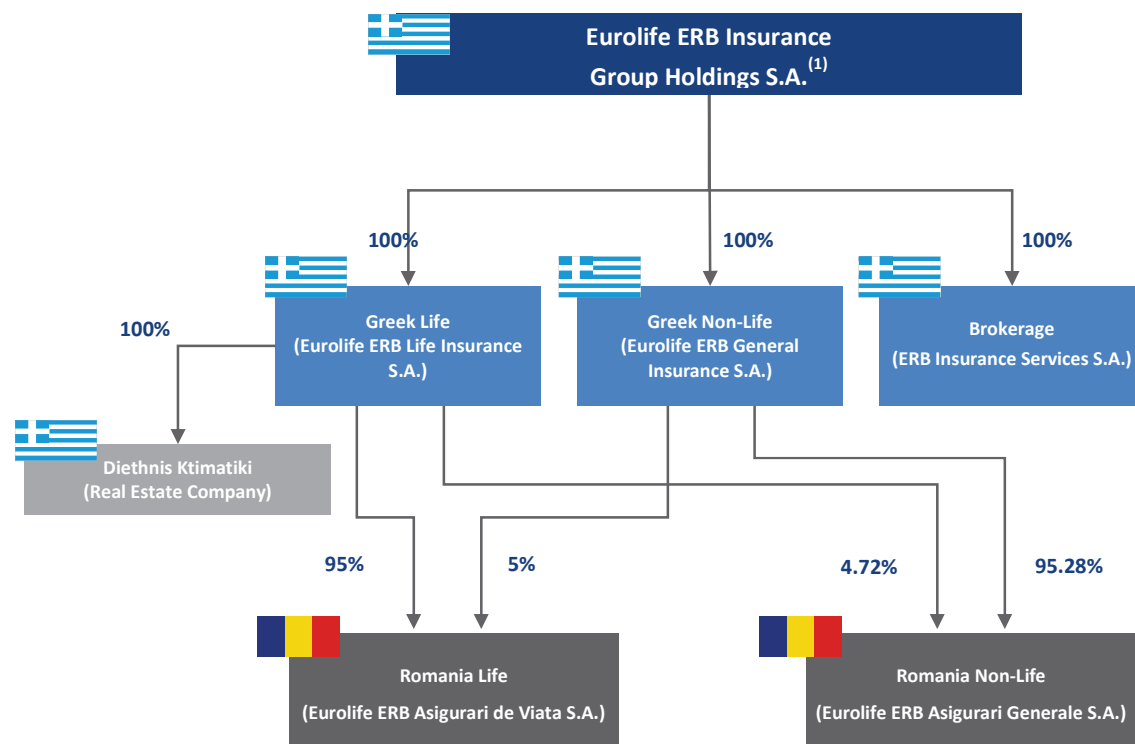 Eurolife ERB Insurance
Group Holdings S.A.(1)
100%
100%
100%
Greek Life
(Eurolife ERB Life Insurance
S.A.)
Greek Non-Life
(Eurolife ERB General
Insurance S.A.)
Brokerage
(ERB Insurance Services S.A.)
100%
Diethnis Ktimatiki
(Real Estate Company)
95%
5%
4.72%
95.28%
Romania Life
(Eurolife ERB Asigurari de Viata S.A.)
Romania Non-Life
(Eurolife ERB Asigurari Generale S.A.)